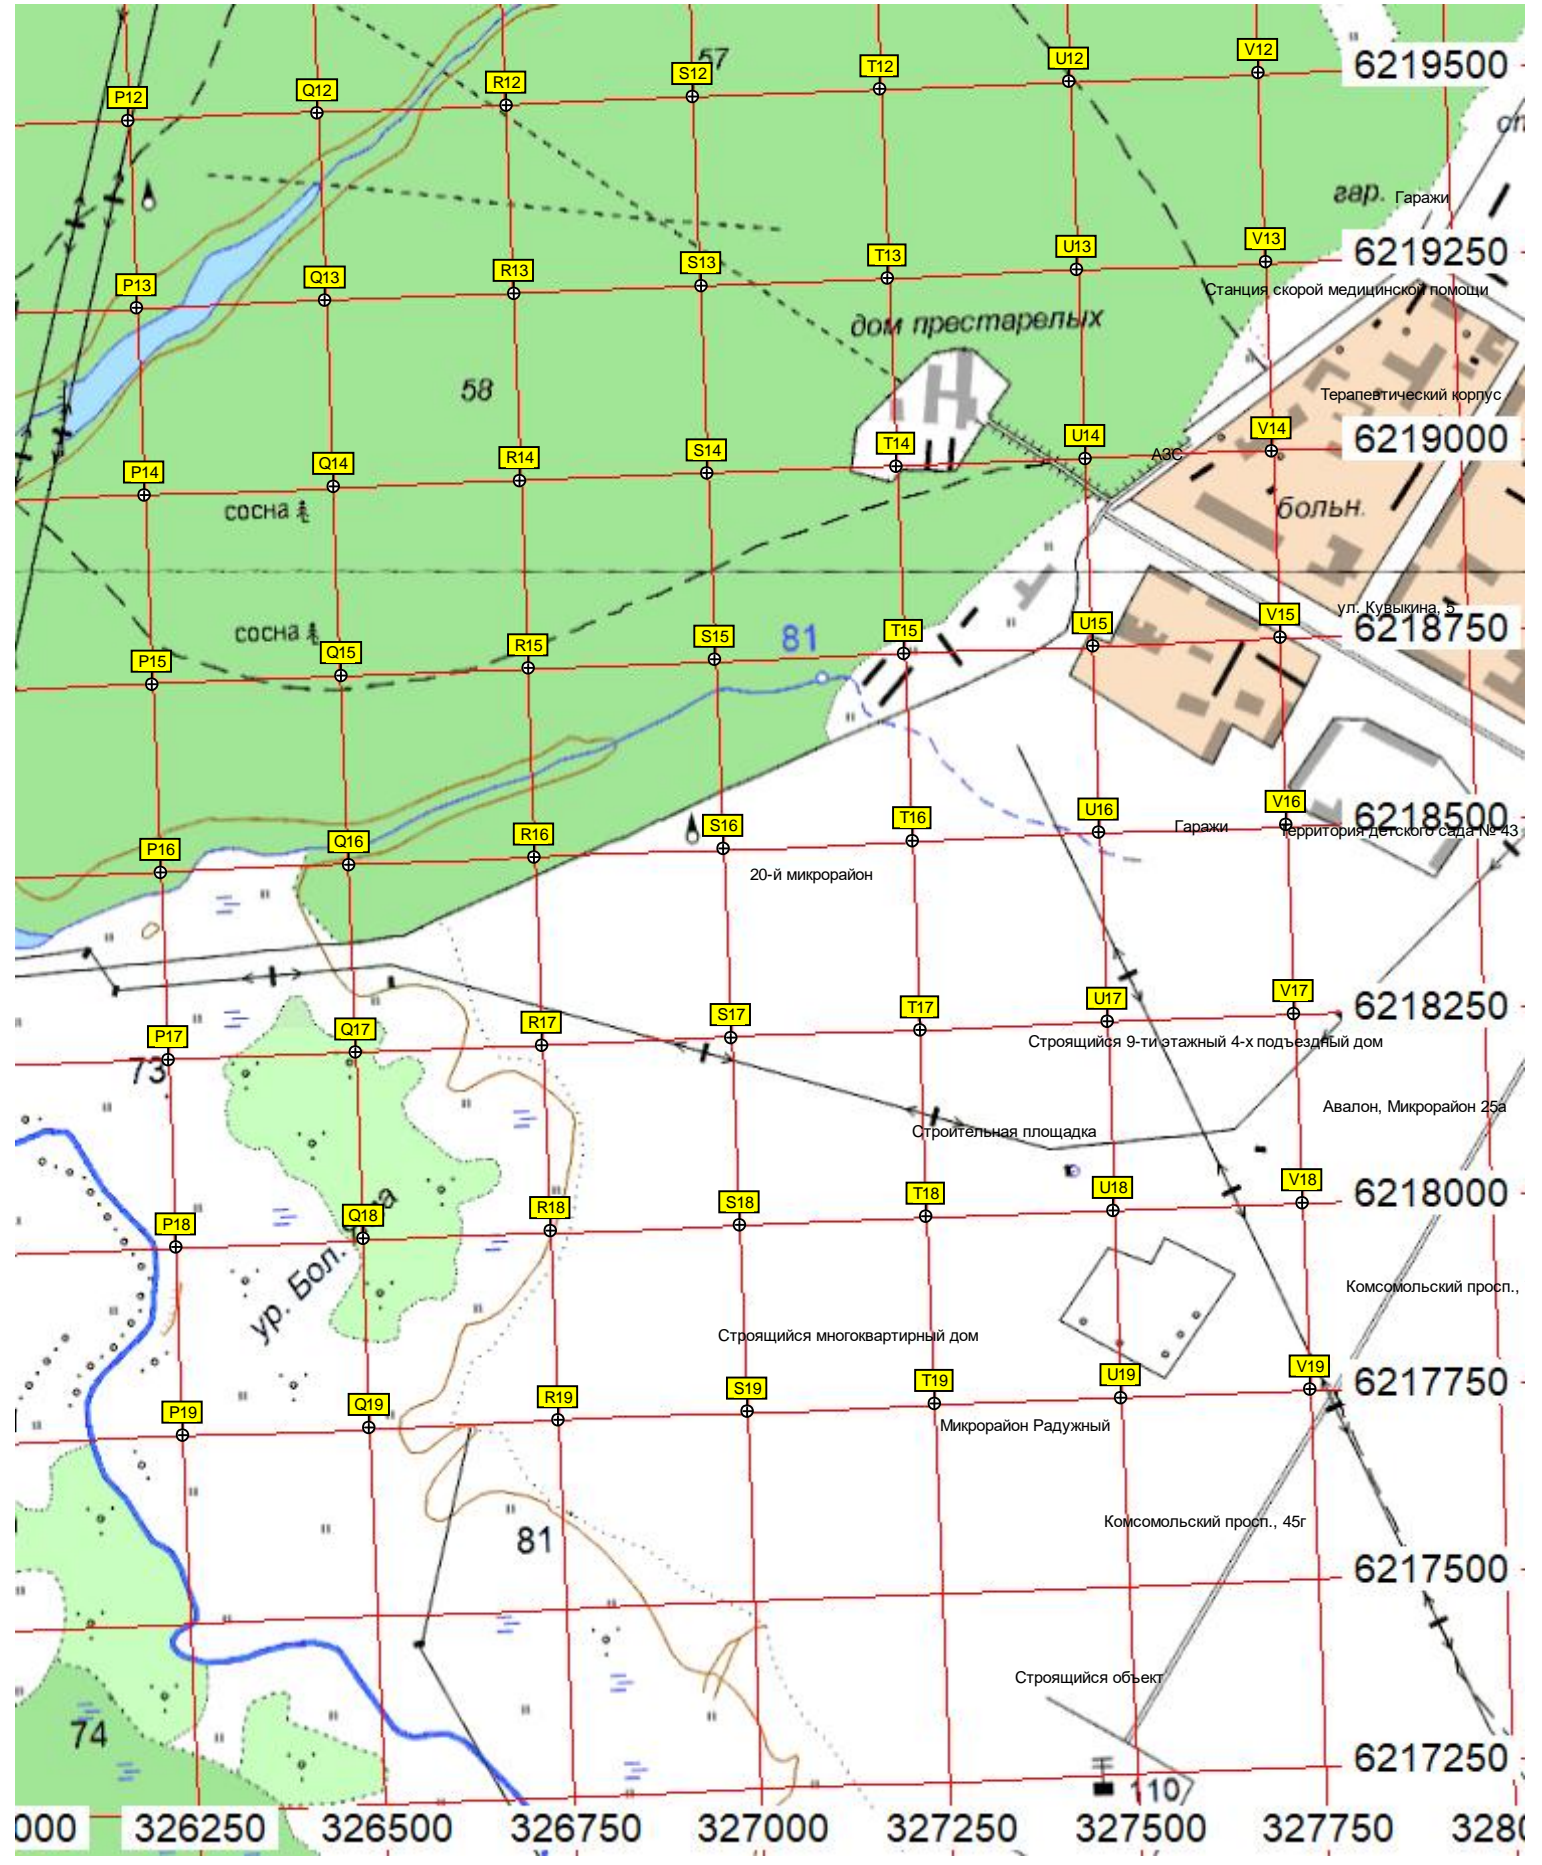 57
P12 Q12 R12 S12 T12 U12 V12 6219500
гар. Гаражи
P13 Q13 R13 S13 T13 U13 V13 6219250
Станция скорой медицинской помощи
дом престарелых
58
Терапевтический корпус
P14 Q14 R14 S14 T14 U14 V14 6219000
АЗС
сосна
больн.
ул. Кувыкина, 5
сосна
81
P15 Q15 R15 S15 T15 U15 V15 6218750
P16 Q16 R16 S16 T16 U16 V16 6218500
Гаражи
Территория детского сада № 43
20-й микрорайон
P17 Q17 R17 S17 T17 U17 V17 6218250
Строящийся 9-ти этажный 4-х подъездный дом
73
Авалон, Микрорайон 25а
Строительная площадка
P18 Q18 R18 S18 T18 U18 V18 6218000
ур. Бол.
Комсомольский просп.,
Строящийся многоквартирный дом
P19 Q19 R19 S19 T19 U19 V19 6217750
Микрорайон Радужный
Комсомольский просп., 45г
81
6217500
Строящийся объект
74
6217250
110
000 326250 326500 326750 327000 327250 327500 327750 3280